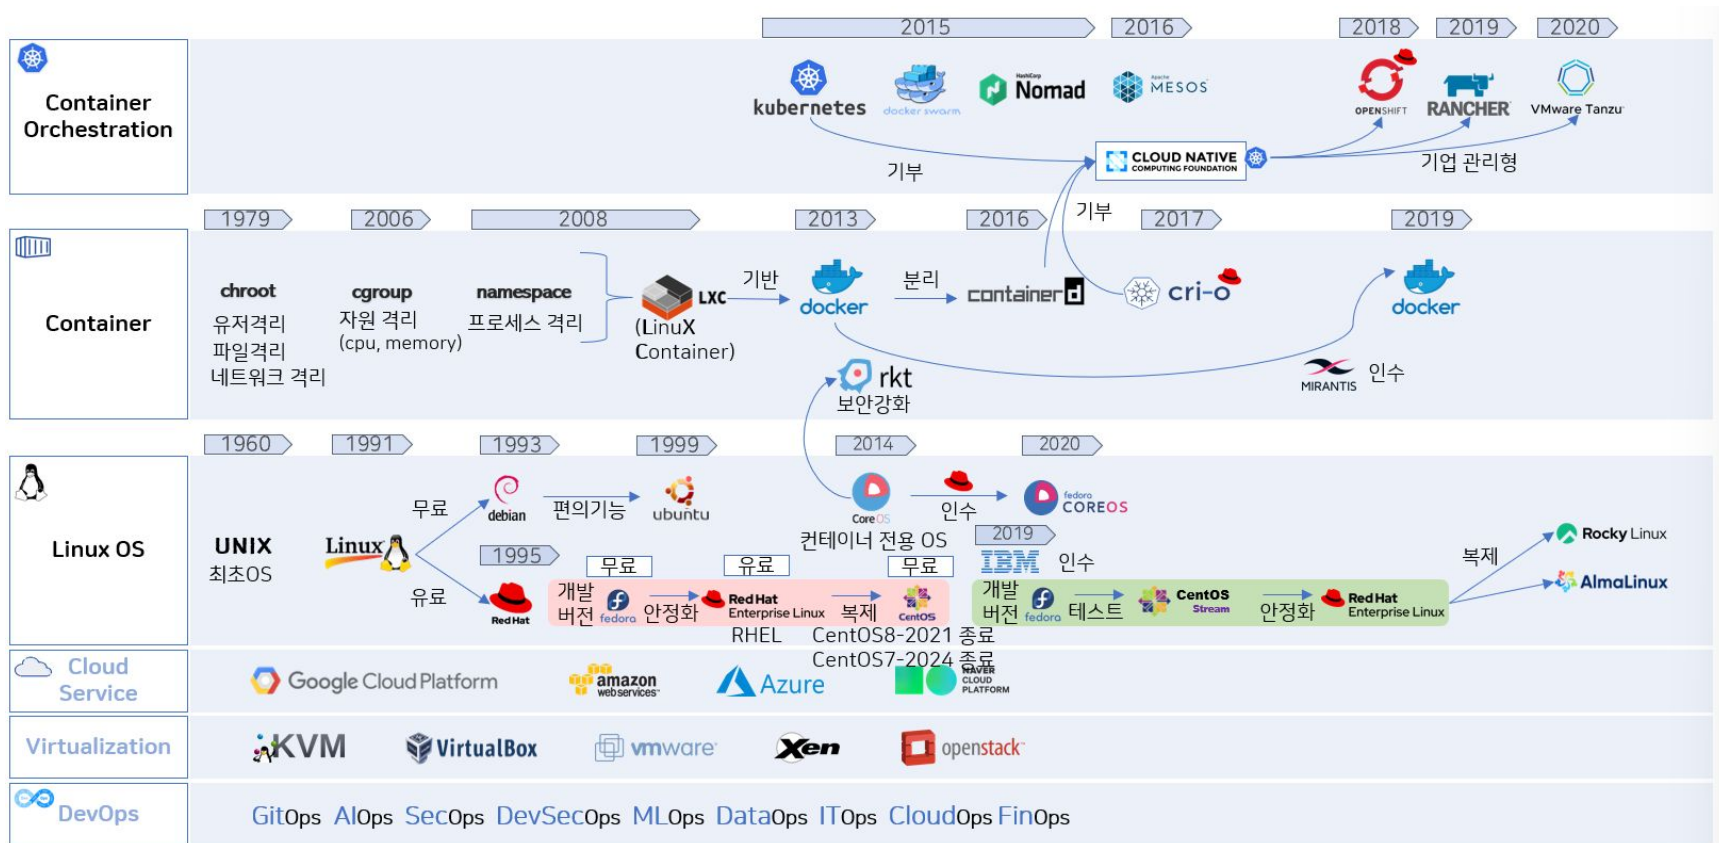 2015
2016
2018
2019
2020
Container
Orchestration
kubernetes
docker swarm
HashiCorp
Nomad
Apache
MESOS
OPENSHIFT
RANCHER
VMware Tanzu
CLOUD NATIVE
COMPUTING FOUNDATION
기부
기업 관리형
1979
2006
2008
2013
2016
기부
2017
2019
Container
chroot
유저격리
파일격리
네트워크 격리
cgroup
자원 격리
(cpu, memory)
namespace
프로세스 격리
LXC
(LinuX
Container)
기반
docker
분리
containerd
cri-o
docker
rkt
보안강화
MIRANTIS
인수
1960
1991
1993
1999
2014
2020
Linux OS
UNIX
최초OS
Linux
무료
유료
debian
편의기능
ubuntu
CoreOS
컨테이너 전용 OS
인수
fedora
COREOS
1995
Red Hat
무료
유료
무료
개발
버전
fedora
안정화
Red Hat
Enterprise Linux
복제
CentOS
RHEL
CentOS8-2021 종료
CentOS7-2024 종료
2019
IBM
인수
개발
버전
fedora
테스트
CentOS
Stream
안정화
Red Hat
Enterprise Linux
복제
Rocky Linux
AlmaLinux
Cloud
Service
Google Cloud Platform
amazon
webservices™
Azure
NAVER
CLOUD
PLATFORM
Virtualization
KVM
VirtualBox
vmware
Xen
openstack
DevOps
GitOps AIOps SecOps DevSecOps MLOps DataOps ITOps CloudOps FinOps